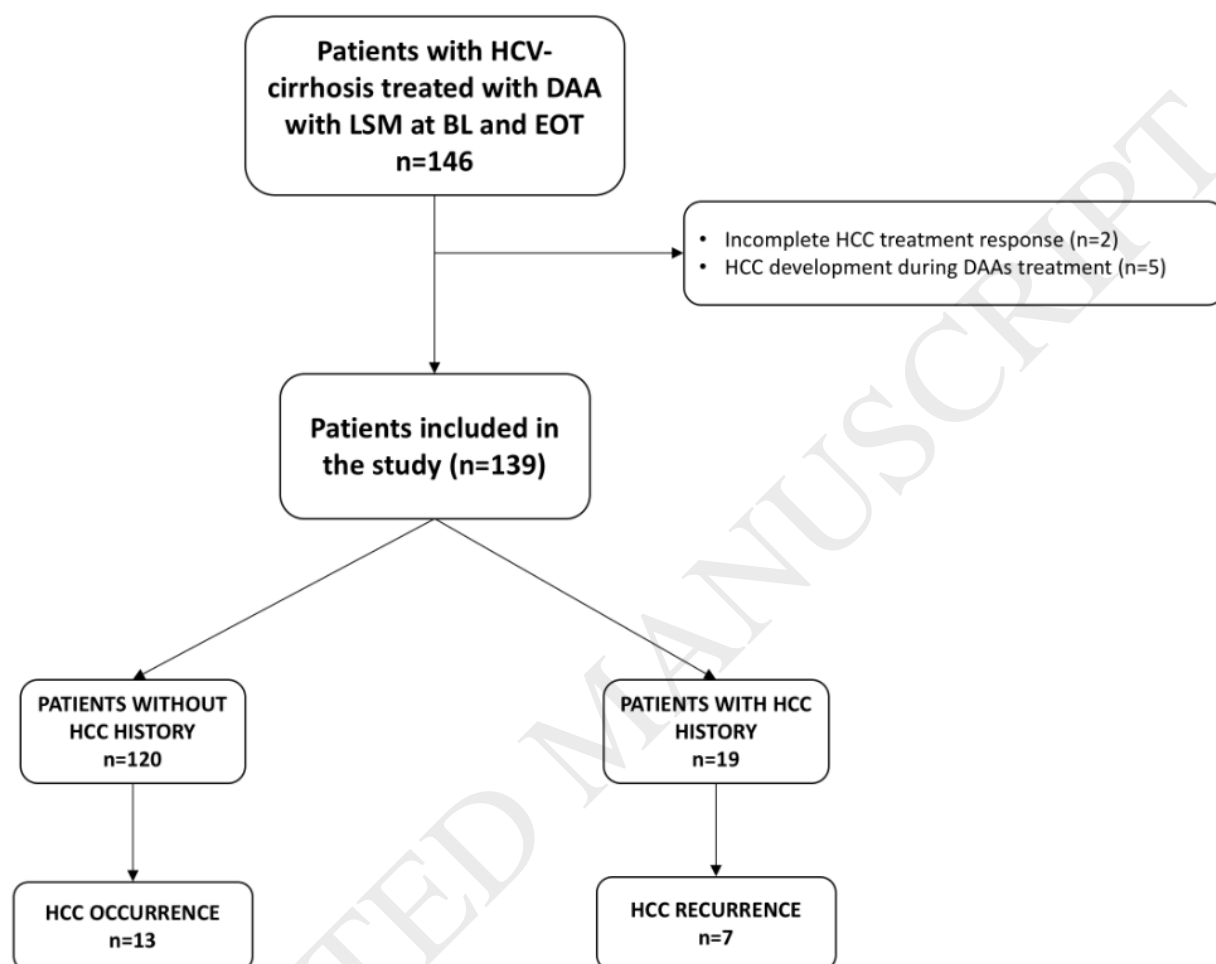 Patients with HCV-
cirrhosis treated with DAA
with LSM at BL and EOT
n=146
• Incomplete HCC treatment response (n=2)
• HCC development during DAAs treatment (n=5)
Patients included in
the study (n=139)
PATIENTS WITHOUT
HCC HISTORY
n=120
PATIENTS WITH HCC
HISTORY
n=19
HCC OCCURRENCE
n=13
HCC RECURRENCE
n=7
TED MANUSCRIPT